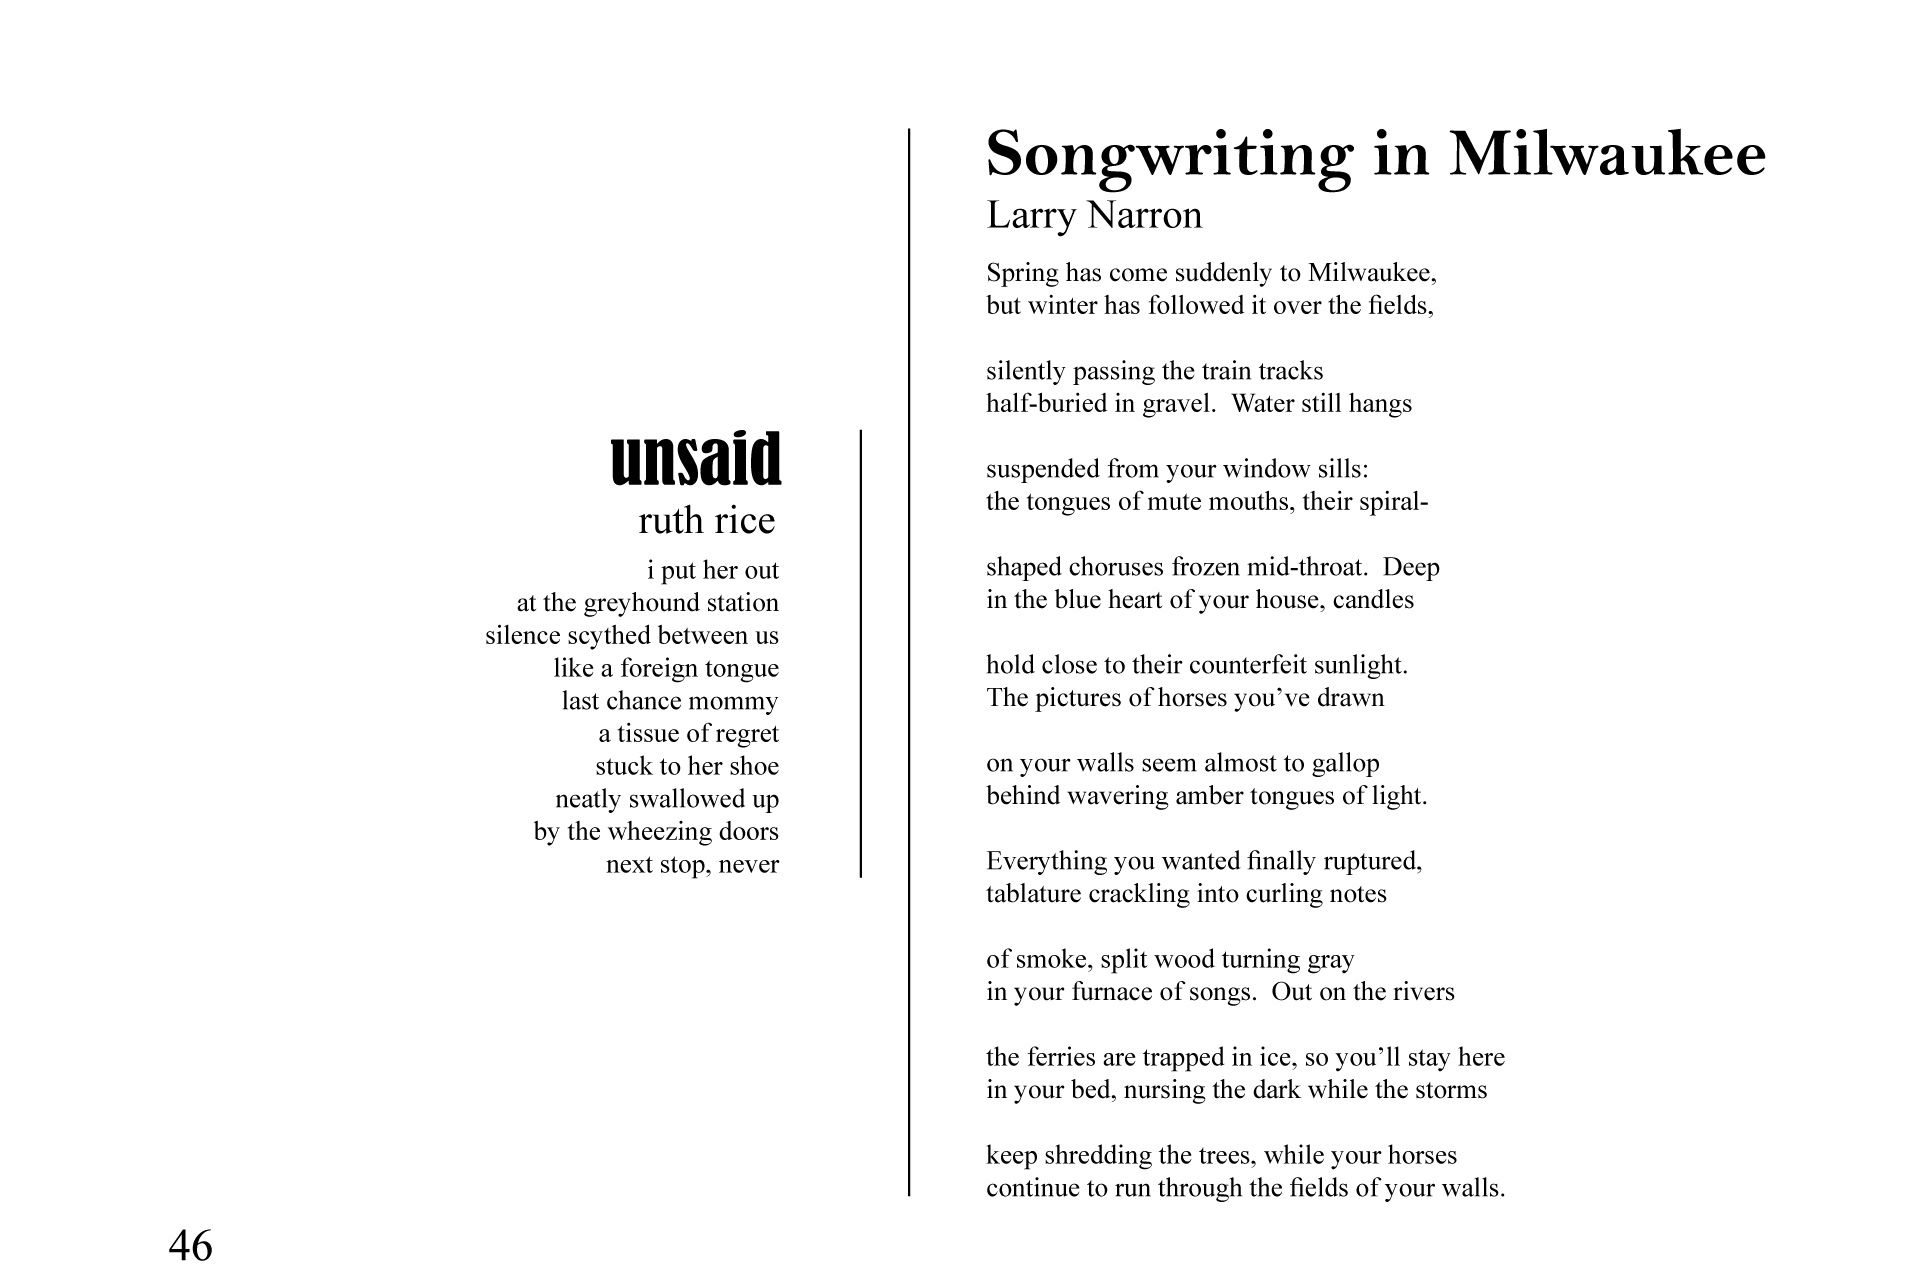 unsaid
ruth rice
i put her out
at the greyhound station
silence scythed between us
like a foreign tongue
last chance mommy
a tissue of regret
stuck to her shoe
neatly swallowed up
by the wheezing doors
next stop, never
Songwriting in Milwaukee
Larry Narron
Spring has come suddenly to Milwaukee,
but winter has followed it over the fields,
silently passing the train tracks
half-buried in gravel.  Water still hangs
suspended from your window sills:
the tongues of mute mouths, their spiral-
shaped choruses frozen mid-throat.  Deep
in the blue heart of your house, candles
hold close to their counterfeit sunlight.
The pictures of horses you’ve drawn
on your walls seem almost to gallop
behind wavering amber tongues of light.
Everything you wanted finally ruptured,
tablature crackling into curling notes
of smoke, split wood turning gray
in your furnace of songs.  Out on the rivers
the ferries are trapped in ice, so you’ll stay here
in your bed, nursing the dark while the storms
keep shredding the trees, while your horses
continue to run through the fields of your walls.
46